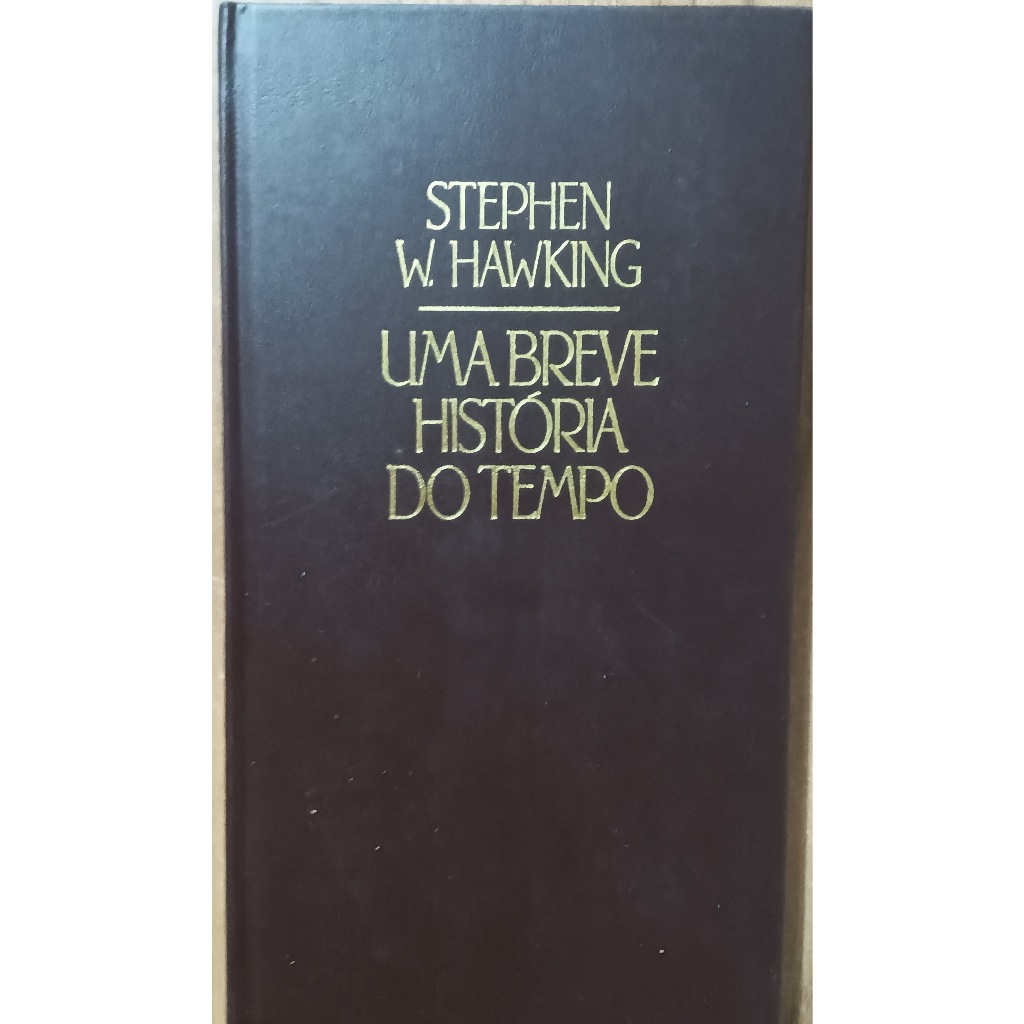 STEPHEN
W. HAWKING
UMA BREVE
HISTÓRIA
DO TEMPO